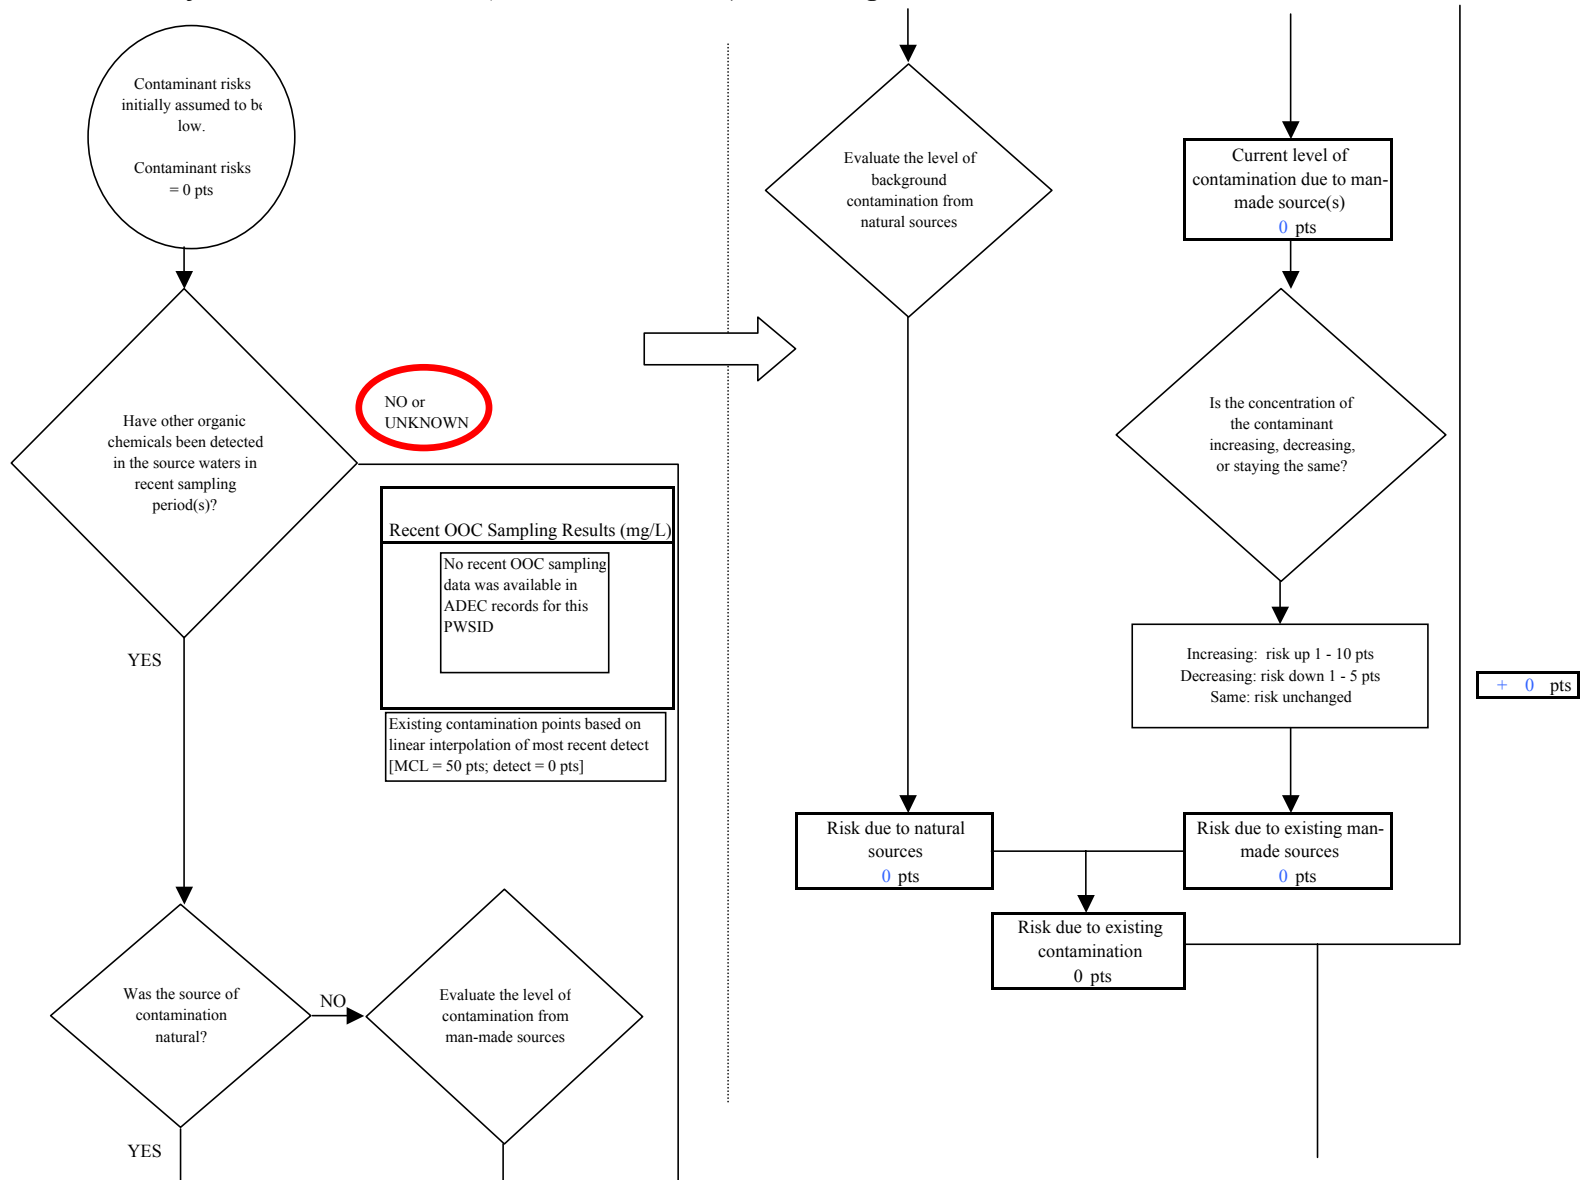 Contaminant risks
initially assumed to be
low.
Contaminant risks
= 0 pts
Have other organic
chemicals been detected
in the source waters in
recent sampling
period(s)?
NO or
UNKNOWN
Recent OOC Sampling Results (mg/L)
No recent OOC sampling
data was available in
ADEC records for this
PWSID
Existing contamination points based on
linear interpolation of most recent detect
[MCL = 50 pts; detect = 0 pts]
YES
Was the source of
contamination
natural?
NO
Evaluate the level of
contamination from
man-made sources
YES
Evaluate the level of
background
contamination from
natural sources
Current level of
contamination due to man-
made source(s)
0 pts
Is the concentration of
the contaminant
increasing, decreasing,
or staying the same?
Increasing: risk up 1 - 10 pts
Decreasing: risk down 1 - 5 pts
Same: risk unchanged
+ 0 pts
Risk due to natural
sources
0 pts
Risk due to existing man-
made sources
0 pts
Risk due to existing
contamination
0 pts